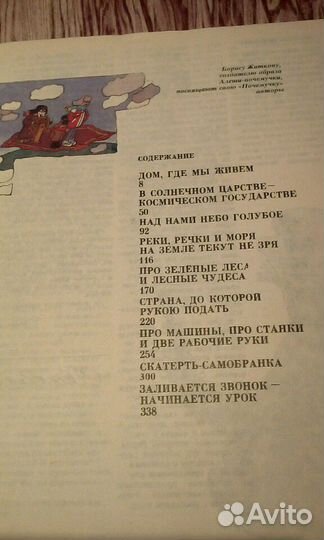 Борису Житкову,
создателю образа
Алеши-почемучки,
посвящают свою «Почемучку»
авторы
СОДЕРЖАНИЕ
ДОМ, ГДЕ МЫ ЖИВЕМ
8
В СОЛНЕЧНОМ ЦАРСТВЕ—
КОСМИЧЕСКОМ ГОСУДАРСТВЕ
50
НАД НАМИ НЕБО ГОЛУБОЕ
92
РЕКИ, РЕЧКИ И МОРЯ
НА ЗЕМЛЕ ТЕКУТ НЕ ЗРЯ
116
ПРО ЗЕЛЕНЫЕ ЛЕСА
И ЛЕСНЫЕ ЧУДЕСА
170
СТРАНА, ДО КОТОРОЙ
РУКОЮ ПОДАТЬ
220
ПРО МАШИНЫ, ПРО СТАНКИ
И ДВЕ РАБОЧИЕ РУКИ
254
СКАТЕРТЬ-САМОБРАНКА
300
ЗАЛИВАЕТСЯ ЗВОНОК —
НАЧИНАЕТСЯ УРОК
338
Avito